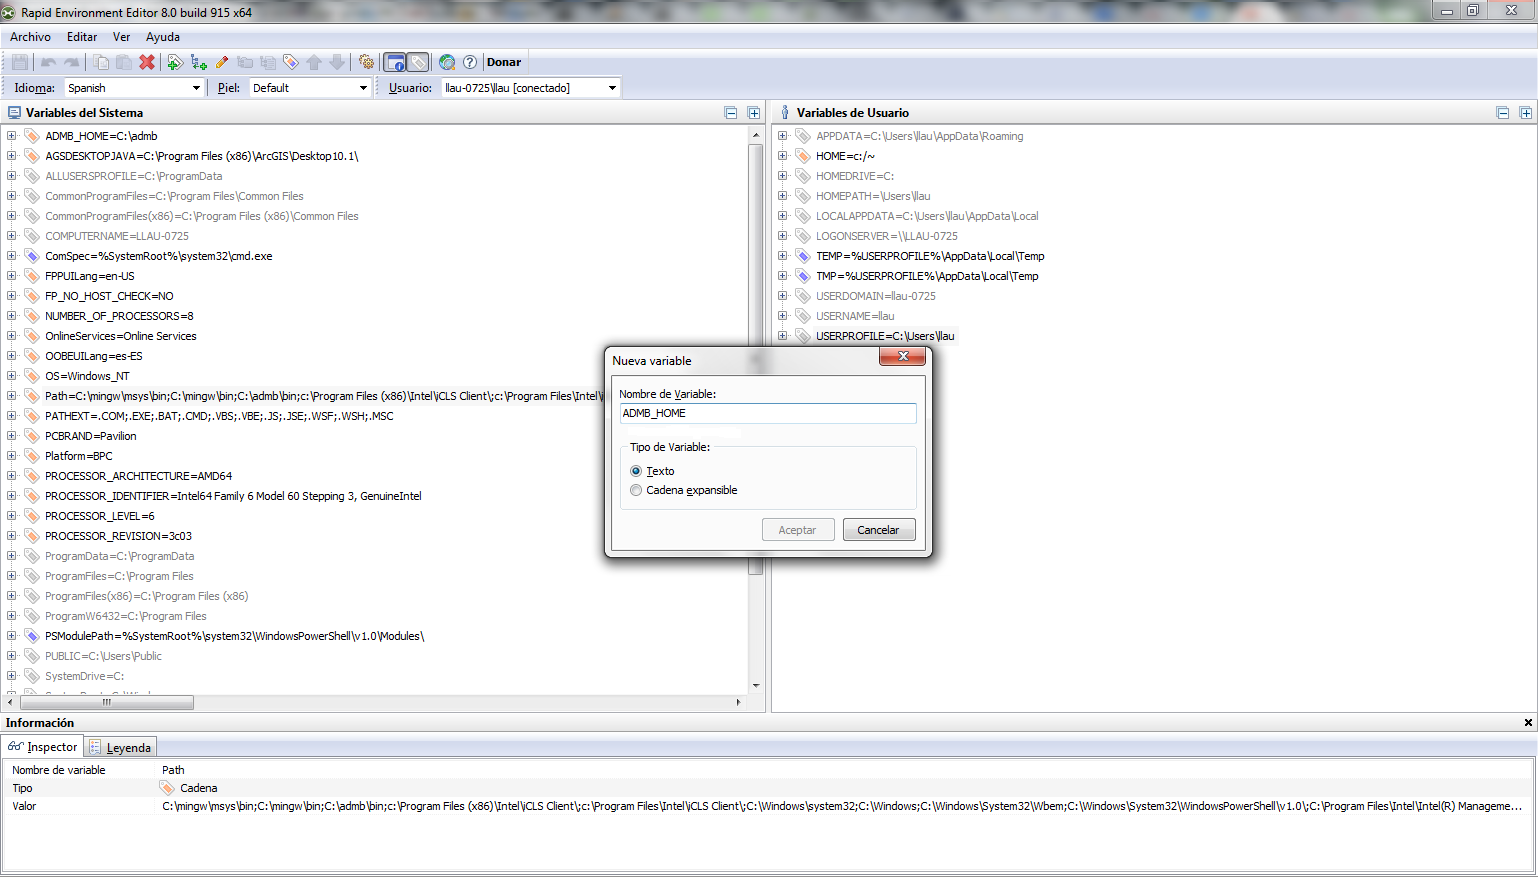 Rapid Environment Editor 8.0 build 915 x64
Archivo Editar Ver Ayuda
Donar
Idioma: Spanish Piel: Default Usuario: llau-0725\llau [conectado]
Variables del Sistema
ADMB_HOME=C:\admb
AGSDESKTOPJAVA=C:\Program Files (x86)\ArcGIS\Desktop10.1\
ALLUSERSPROFILE=C:\ProgramData
CommonProgramFiles=C:\Program Files\Common Files
CommonProgramFiles(x86)=C:\Program Files (x86)\Common Files
COMPUTERNAME=LLAU-0725
ComSpec=%SystemRoot%\system32\cmd.exe
FPPUILang=en-US
FP_NO_HOST_CHECK=NO
NUMBER_OF_PROCESSORS=8
OnlineServices=Online Services
OOBEUILang=es-ES
OS=Windows_NT
Path=C:\mingw\msys\bin;C:\mingw\bin;C:\admb\bin;c:\Program Files (x86)\Intel\iCLS Client\;c:\Program Files\Intel\i
PATHEXT=.COM;.EXE;.BAT;.CMD;.VBS;.VBE;.JS;.JSE;.WSF;.WSH;.MSC
PCBRAND=Pavilion
Platform=BPC
PROCESSOR_ARCHITECTURE=AMD64
PROCESSOR_IDENTIFIER=Intel64 Family 6 Model 60 Stepping 3, GenuineIntel
PROCESSOR_LEVEL=6
PROCESSOR_REVISION=3c03
ProgramData=C:\ProgramData
ProgramFiles=C:\Program Files
ProgramFiles(x86)=C:\Program Files (x86)
ProgramW6432=C:\Program Files
PSModulePath=%SystemRoot%\system32\WindowsPowerShell\v1.0\Modules\
PUBLIC=C:\Users\Public
SystemDrive=C:
Variables de Usuario
APPDATA=C:\Users\llau\AppData\Roaming
HOME=c:/~
HOMEDRIVE=C:
HOMEPATH=\Users\llau
LOCALAPPDATA=C:\Users\llau\AppData\Local
LOGONSERVER=\\LLAU-0725
TEMP=%USERPROFILE%\AppData\Local\Temp
TMP=%USERPROFILE%\AppData\Local\Temp
USERDOMAIN=llau-0725
USERNAME=llau
USERPROFILE=C:\Users\llau
Nueva variable
Nombre de Variable:
ADMB_HOME
Tipo de Variable:
Texto
Cadena expansible
Aceptar Cancelar
Información
Inspector Leyenda
Nombre de variable Path
Tipo Cadena
Valor C:\mingw\msys\bin;C:\mingw\bin;C:\admb\bin;c:\Program Files (x86)\Intel\iCLS Client\;c:\Program Files\Intel\iCLS Client\;C:\Windows\system32;C:\Windows;C:\Windows\System32\Wbem;C:\Windows\System32\WindowsPowerShell\v1.0\;C:\Program Files\Intel\Intel(R) Manageme...